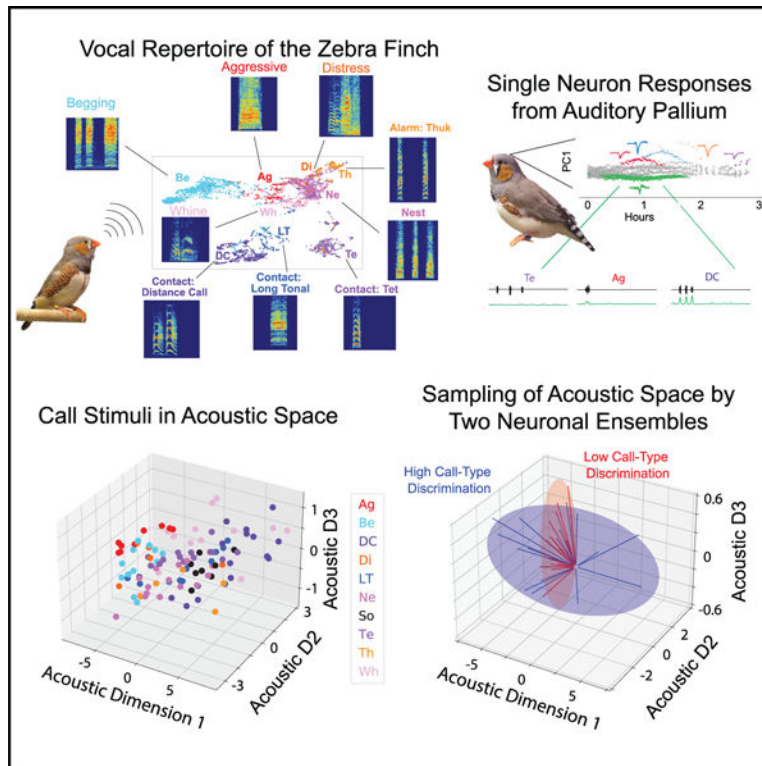 Vocal Repertoire of the Zebra Finch
Aggressive
Distress
Begging
Alarm: Thuk
Be
Ag
Di
Th
Ne
Whine
Wh
Nest
LT
DC
Te
Contact:
Distance Call
Contact:
Long Tonal
Contact: Tet
Single Neuron Responses
from Auditory Pallium
PC1
0 1 2 3
Hours
Te
Ag
DC
Call Stimuli in Acoustic Space
Ag
Be
DC
Di
LT
Ne
So
Te
Th
Wh
1
0
-1
Acoustic D3
3
0
-3
Acoustic D2
-5 0 5
Acoustic Dimension 1
Sampling of Acoustic Space by
Two Neuronal Ensembles
Low Call-Type
Discrimination
High Call-Type
Discrimination
0.6
0
-0.6
Acoustic D3
2
0
-2
Acoustic D2
-5 0 5
Acoustic Dimension 1